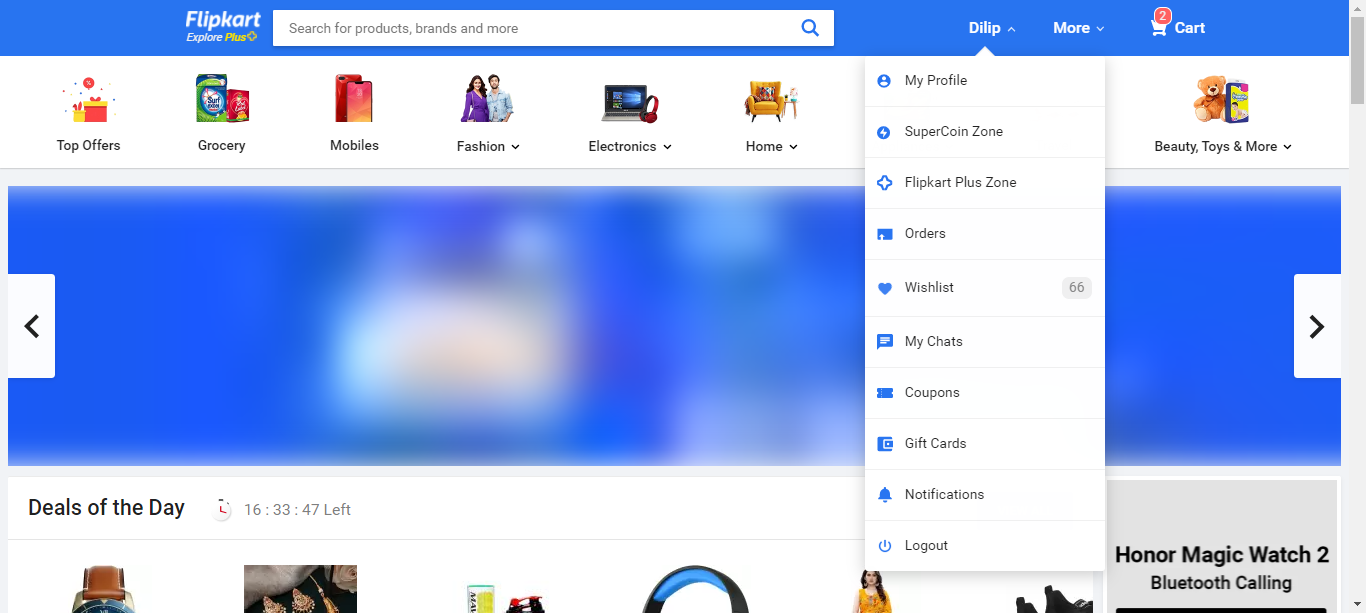 Flipkart
Explore Plus
Search for products, brands and more
Dilip
More
2
Cart
Top Offers
Grocery
Mobiles
Fashion
Electronics
Home
Beauty, Toys & More
My Profile
SuperCoin Zone
Flipkart Plus Zone
Orders
Wishlist 66
My Chats
Coupons
Gift Cards
Notifications
Logout
Deals of the Day
16 : 33 : 47 Left
Honor Magic Watch 2
Bluetooth Calling